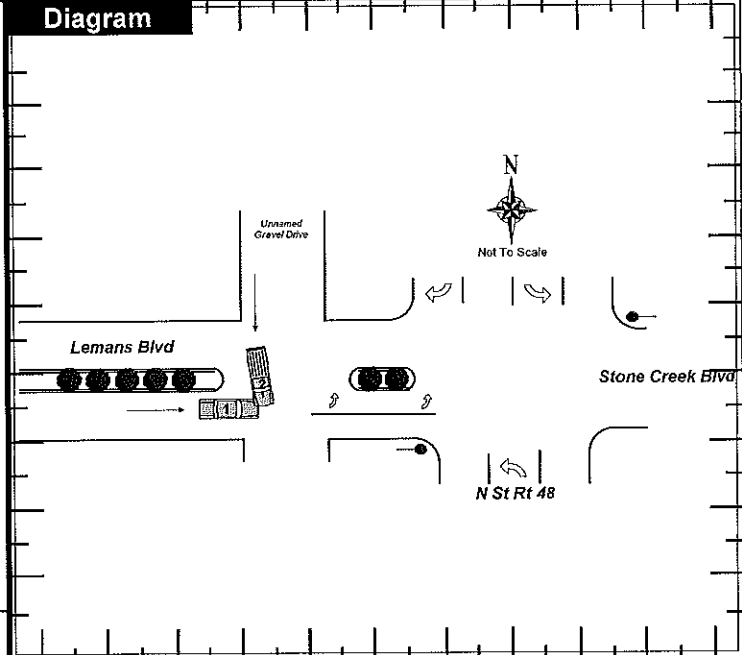 Diagram
N
Not To Scale
Unnamed
Gravel Drive
Lemans Blvd
Stone Creek Blvd
2
1
N St Rt 48